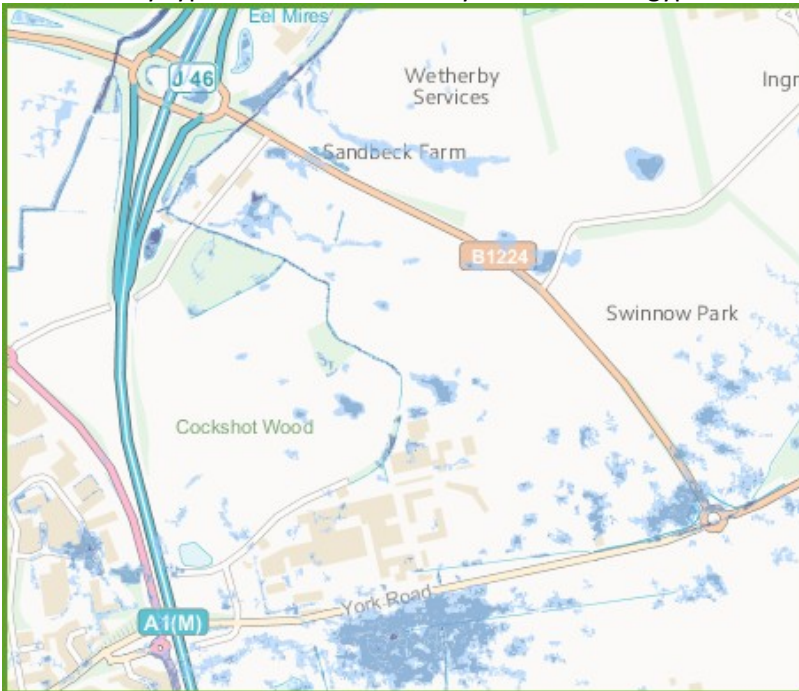 Eel Mires
J 46
Wetherby
Services
Ingr
Sandbeck Farm
B1224
Swinnow Park
Cockshot Wood
York Road
A1(M)